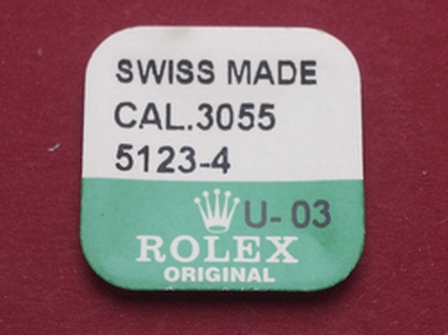 SWISS MADE
CAL.3055
5123-4
U- 03
ROLEX
ORIGINAL